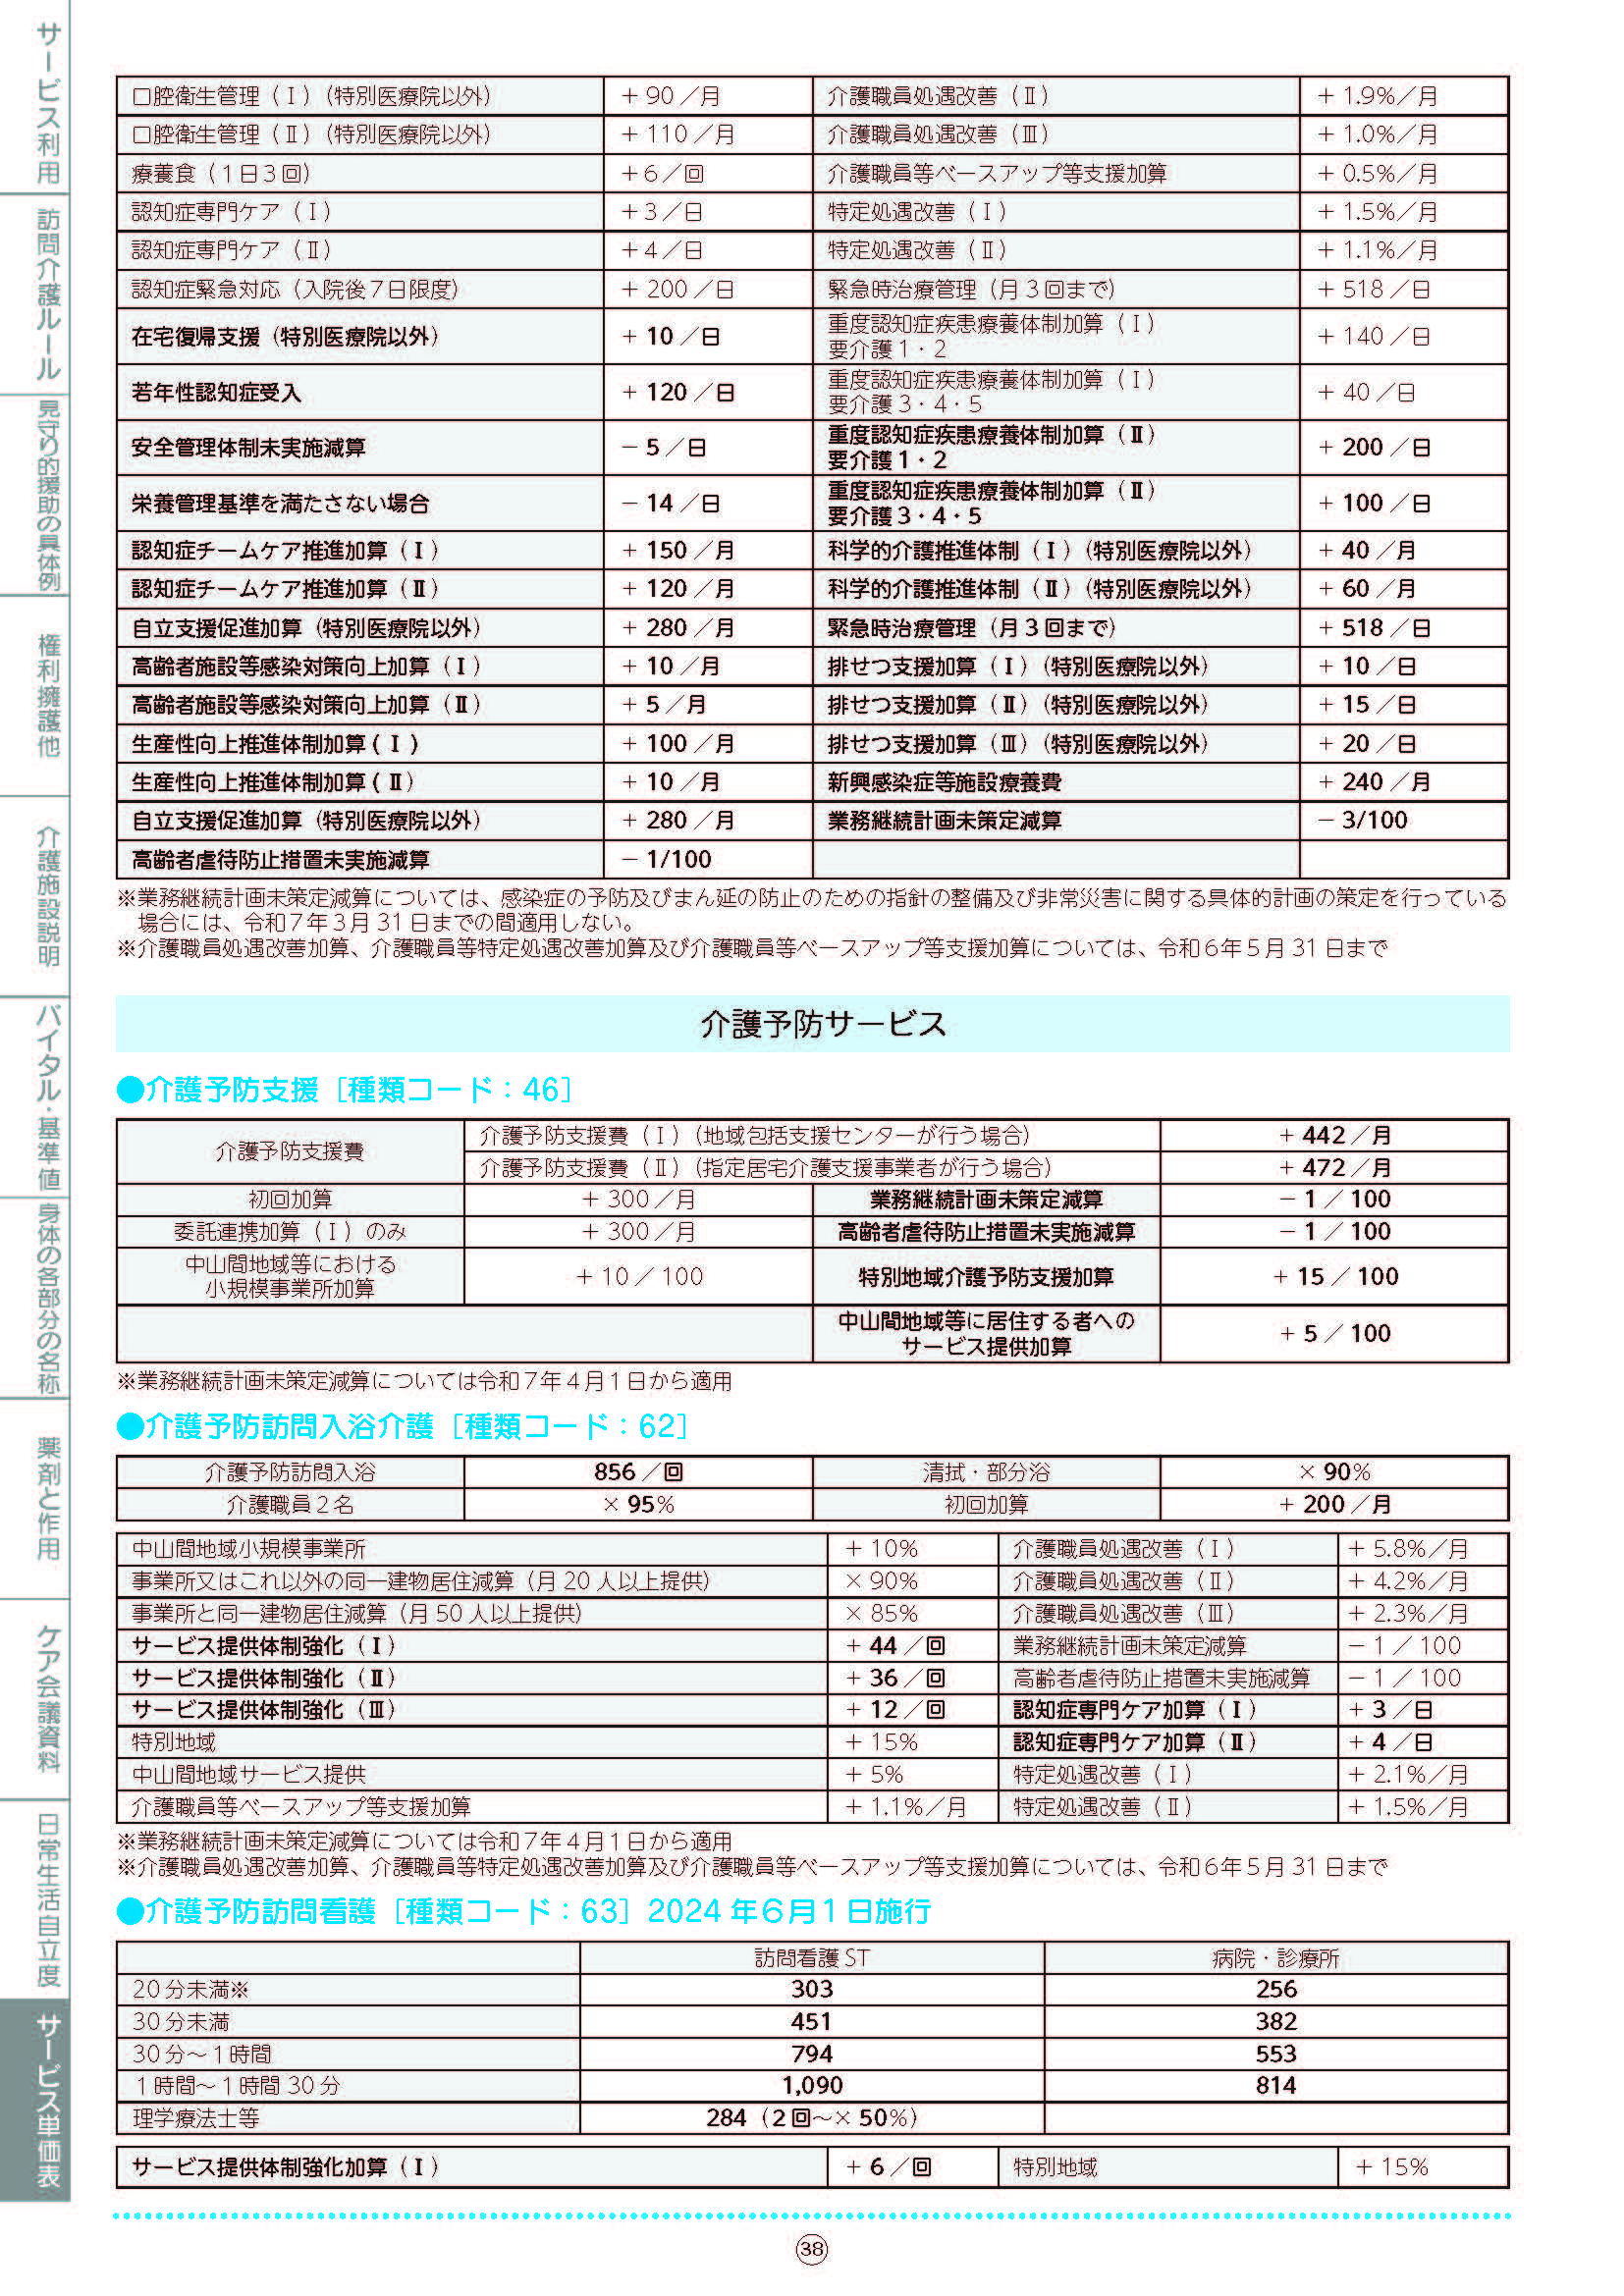 サービス利用
訪問介護ルール
見守り的援助の具体例
権利擁護他
介護施設説明
バイタル・基準値
身体の各部分の名称
薬剤と作用
ケア会議資料
日常生活自立度
サービス単価表
口腔衛生管理（Ⅰ）（特別医療院以外） ＋90／月 介護職員処遇改善（Ⅱ） ＋1.9%／月
口腔衛生管理（Ⅱ）（特別医療院以外） ＋110／月 介護職員処遇改善（Ⅲ） ＋1.0%／月
療養食（1日3回） ＋6／回 介護職員等ベースアップ等支援加算 ＋0.5%／月
認知症専門ケア（Ⅰ） ＋3／日 特定処遇改善（Ⅰ） ＋1.5%／月
認知症専門ケア（Ⅱ） ＋4／日 特定処遇改善（Ⅱ） ＋1.1%／月
認知症緊急対応（入院後7日限度） ＋200／日 緊急時治療管理（月3回まで） ＋518／日
在宅復帰支援（特別医療院以外） ＋10／日 重度認知症疾患療養体制加算（Ⅰ）
要介護1・2 ＋140／日
若年性認知症受入 ＋120／日 重度認知症疾患療養体制加算（Ⅰ）
要介護3・4・5 ＋40／日
安全管理体制未実施減算 －5／日 重度認知症疾患療養体制加算（Ⅱ）
要介護1・2 ＋200／日
栄養管理基準を満たさない場合 －14／日 重度認知症疾患療養体制加算（Ⅱ）
要介護3・4・5 ＋100／日
認知症チームケア推進加算（Ⅰ） ＋150／月 科学的介護推進体制（Ⅰ）（特別医療院以外） ＋40／月
認知症チームケア推進加算（Ⅱ） ＋120／月 科学的介護推進体制（Ⅱ）（特別医療院以外） ＋60／月
自立支援促進加算（特別医療院以外） ＋280／月 緊急時治療管理（月3回まで） ＋518／日
高齢者施設等感染対策向上加算（Ⅰ） ＋10／月 排せつ支援加算（Ⅰ）（特別医療院以外） ＋10／日
高齢者施設等感染対策向上加算（Ⅱ） ＋5／月 排せつ支援加算（Ⅱ）（特別医療院以外） ＋15／日
生産性向上推進体制加算(Ⅰ) ＋100／月 排せつ支援加算（Ⅲ）（特別医療院以外） ＋20／日
生産性向上推進体制加算(Ⅱ) ＋10／月 新興感染症等施設療養費 ＋240／月
自立支援促進加算（特別医療院以外） ＋280／月 業務継続計画未策定減算 －3/100
高齢者虐待防止措置未実施減算 －1/100
※業務継続計画未策定減算については、感染症の予防及びまん延の防止のための指針の整備及び非常災害に関する具体的計画の策定を行っている
場合には、令和7年3月31日までの間適用しない。
※介護職員処遇改善加算、介護職員等特定処遇改善加算及び介護職員等ベースアップ等支援加算については、令和6年5月31日まで
介護予防サービス
●介護予防支援［種類コード：46］
介護予防支援費 介護予防支援費（Ⅰ）（地域包括支援センターが行う場合） ＋442／月
介護予防支援費（Ⅱ）（指定居宅介護支援事業者が行う場合） ＋472／月
初回加算 ＋300／月 業務継続計画未策定減算 －1／100
委託連携加算（Ⅰ）のみ ＋300／月 高齢者虐待防止措置未実施減算 －1／100
中山間地域等における
小規模事業所加算 ＋10／100 特別地域介護予防支援加算 ＋15／100
中山間地域等に居住する者への
サービス提供加算 ＋5／100
※業務継続計画未策定減算については令和7年4月1日から適用
●介護予防訪問入浴介護［種類コード：62］
介護予防訪問入浴 856／回 清拭・部分浴 ×90%
介護職員2名 ×95% 初回加算 ＋200／月
中山間地域小規模事業所 ＋10% 介護職員処遇改善（Ⅰ） ＋5.8%／月
事業所又はこれ以外の同一建物居住減算（月20人以上提供） ×90% 介護職員処遇改善（Ⅱ） ＋4.2%／月
事業所と同一建物居住減算（月50人以上提供） ×85% 介護職員処遇改善（Ⅲ） ＋2.3%／月
サービス提供体制強化（Ⅰ） ＋44／回 業務継続計画未策定減算 －1／100
サービス提供体制強化（Ⅱ） ＋36／回 高齢者虐待防止措置未実施減算 －1／100
サービス提供体制強化（Ⅲ） ＋12／回 認知症専門ケア加算（Ⅰ） ＋3／日
特別地域 ＋15% 認知症専門ケア加算（Ⅱ） ＋4／日
中山間地域サービス提供 ＋5% 特定処遇改善（Ⅰ） ＋2.1%／月
介護職員等ベースアップ等支援加算 ＋1.1%／月 特定処遇改善（Ⅱ） ＋1.5%／月
※業務継続計画未策定減算については令和7年4月1日から適用
※介護職員処遇改善加算、介護職員等特定処遇改善加算及び介護職員等ベースアップ等支援加算については、令和6年5月31日まで
●介護予防訪問看護［種類コード：63］2024年6月1日施行
訪問看護ST 病院・診療所
20分未満※ 303 256
30分未満 451 382
30分～1時間 794 553
1時間～1時間30分 1,090 814
理学療法士等 284（2回～×50%）
サービス提供体制強化加算（Ⅰ） ＋6／回 特別地域 ＋15%
38